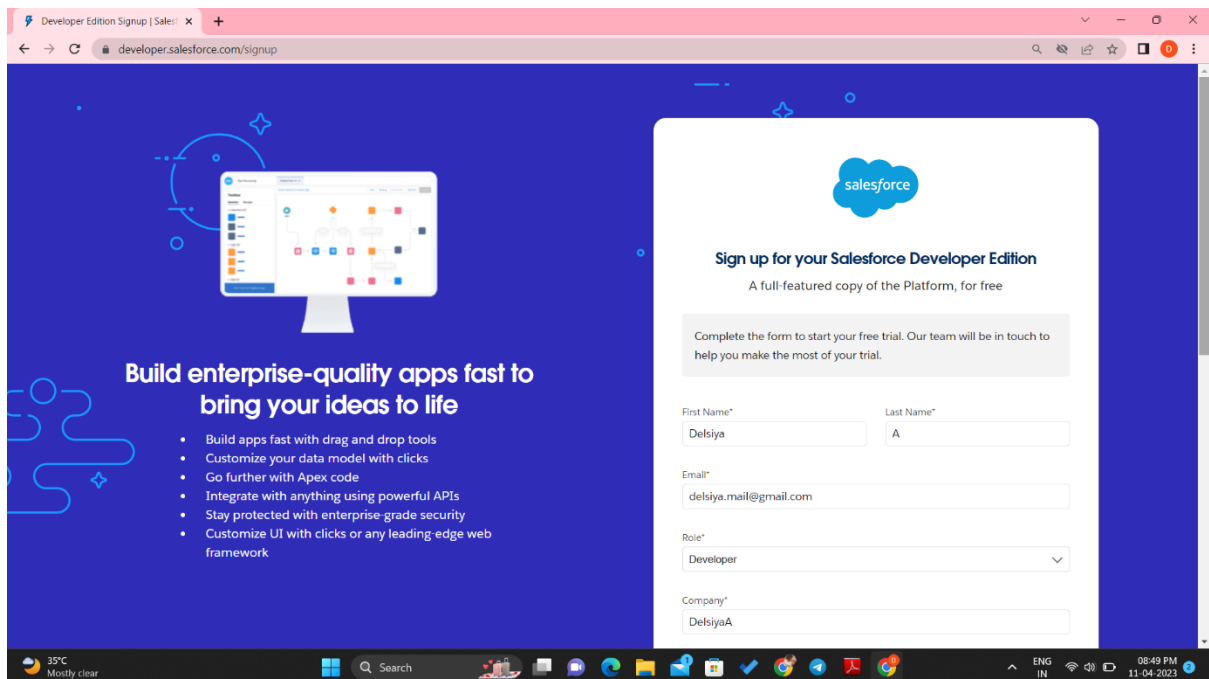 Developer Edition Signup | Salesf
developer.salesforce.com/signup
D
Build enterprise-quality apps fast to
bring your ideas to life
Build apps fast with drag and drop tools
Customize your data model with clicks
Go further with Apex code
Integrate with anything using powerful APIs
Stay protected with enterprise-grade security
Customize UI with clicks or any leading-edge web
framework
salesforce
Sign up for your Salesforce Developer Edition
A full-featured copy of the Platform, for free
Complete the form to start your free trial. Our team will be in touch to
help you make the most of your trial.
First Name* Last Name*
Delsiya A
Email*
delsiya.mail@gmail.com
Role*
Developer
Company*
DelsiyaA
35°C
Mostly clear
Search
ENG
IN
08:49 PM
11-04-2023
2